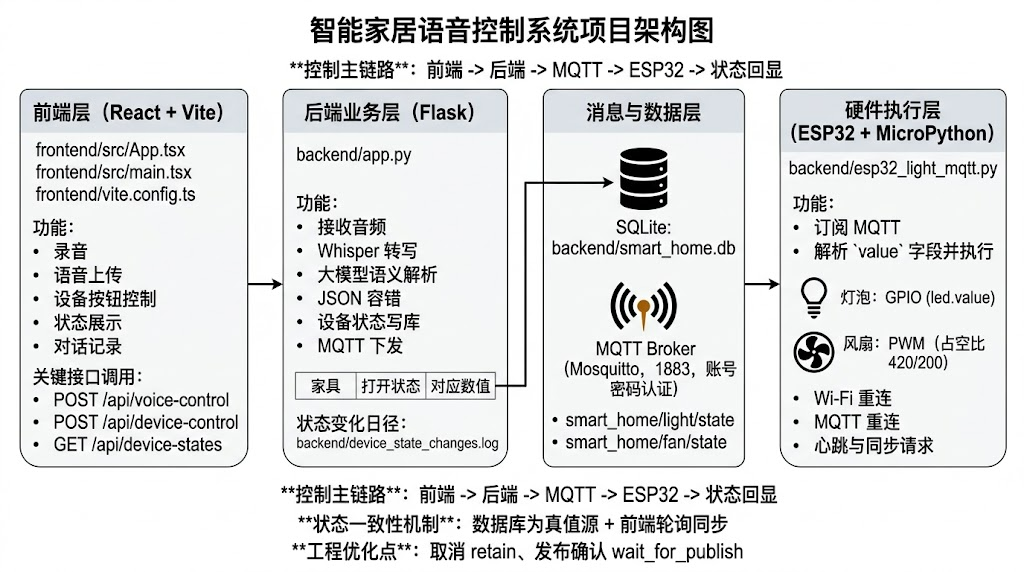 智能家居语音控制系统项目架构图
**控制主链路**：前端 -> 后端 -> MQTT -> ESP32 -> 状态回显
前端层（React + Vite）
frontend/src/App.tsx
frontend/src/main.tsx
frontend/vite.config.ts
功能：
• 录音
• 语音上传
• 设备按钮控制
• 状态展示
• 对话记录
关键接口调用：
• POST /api/voice-control
• POST /api/device-control
• GET /api/device-states
后端业务层（Flask）
backend/app.py
功能：
• 接收音频
• Whisper 转写
• 大模型语义解析
• JSON 容错
• 设备状态写库
• MQTT 下发
家具 打开状态 对应数值
状态变化日径：
backend/device_state_changes.log
消息与数据层
SQLite:
backend/smart_home.db
MQTT Broker
(Mosquitto，1883，账号
密码认证)
• smart_home/light/state
• smart_home/fan/state
硬件执行层
（ESP32 + MicroPython）
backend/esp32_light_mqtt.py
功能：
• 订阅 MQTT
• 解析 `value` 字段并执行
灯泡：GPIO (led.value)
风扇：PWM（占空比
420/200）
• Wi-Fi 重连
• MQTT 重连
• 心跳与同步请求
**控制主链路**：前端 -> 后端 -> MQTT -> ESP32 -> 状态回显
**状态一致性机制**：数据库为真值源 + 前端轮询同步
**工程优化点**：取消 retain、发布确认 wait_for_publish